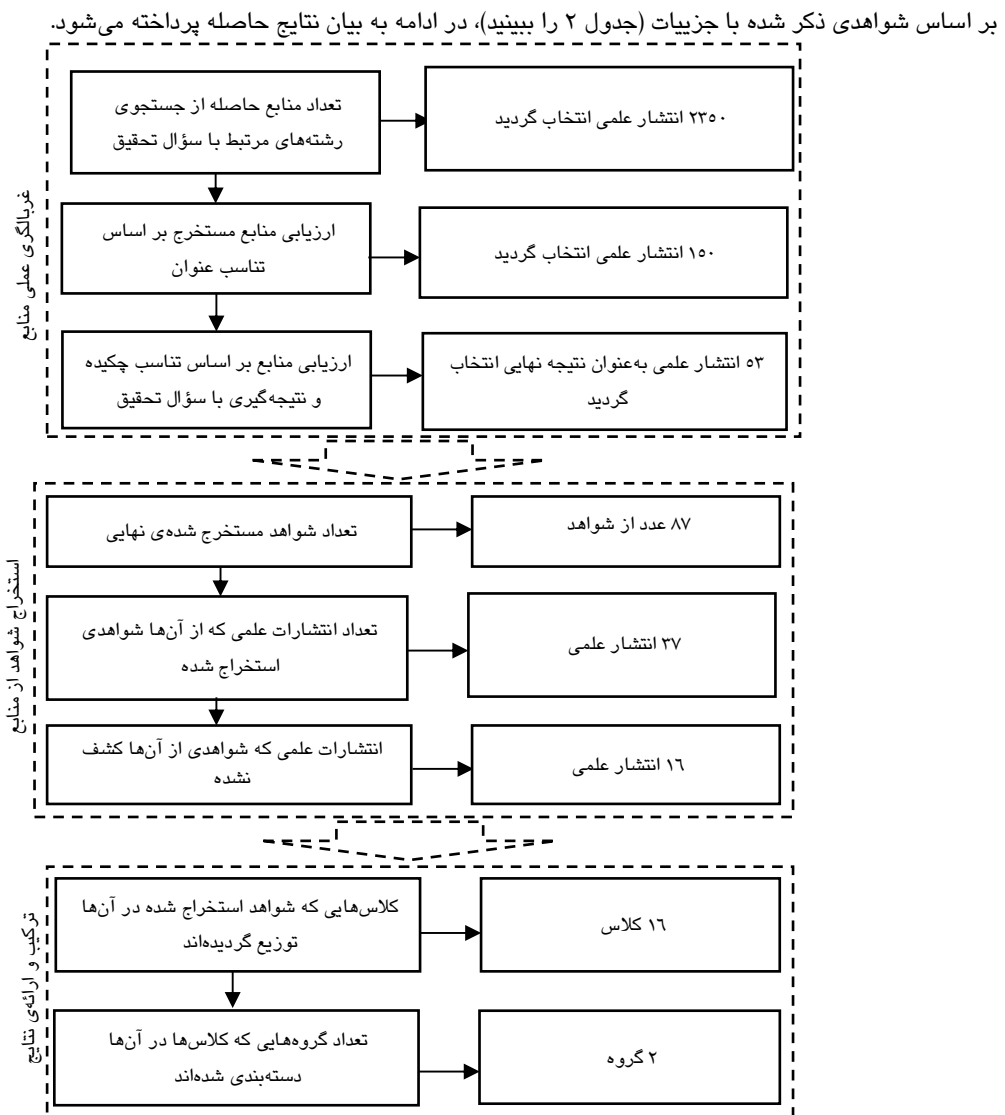 بر اساس شواهدی ذکر شده با جزییات (جدول ۲ را ببینید)، در ادامه به بیان نتایج حاصله پرداخته می‌شود.
غربالگری عملی منابع
تعداد منابع حاصله از جستجوی
رشته‌های مرتبط با سؤال تحقیق
۲۳۵۰ انتشار علمی انتخاب گردید
ارزیابی منابع مستخرج بر اساس
تناسب عنوان
۱۵۰ انتشار علمی انتخاب گردید
ارزیابی منابع بر اساس تناسب چکیده
و نتیجه‌گیری با سؤال تحقیق
۵۳ انتشار علمی به‌عنوان نتیجه نهایی انتخاب
گردید
استخراج شواهد از منابع
تعداد شواهد مستخرج شده‌ی نهایی
۸۷ عدد از شواهد
تعداد انتشارات علمی که از آن‌ها شواهدی
استخراج شده
۳۷ انتشار علمی
انتشارات علمی که شواهدی از آن‌ها کشف
نشده
۱۶ انتشار علمی
ترکیب و ارائه‌ی نتایج
کلاس‌هایی که شواهد استخراج شده در آن‌ها
توزیع گردیده‌اند
۱۶ کلاس
تعداد گروه‌هایی که کلاس‌ها در آن‌ها
دسته‌بندی شده‌اند
۲ گروه